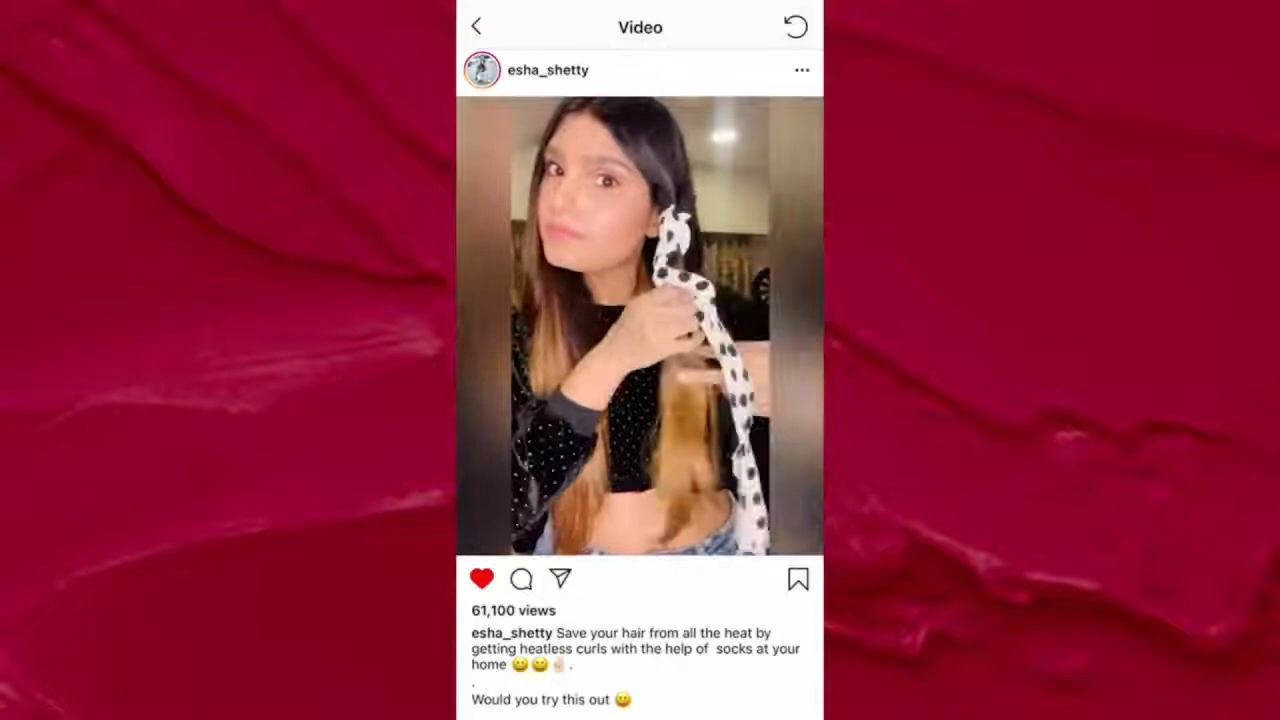 Video
esha_shetty
61,100 views
esha_shetty Save your hair from all the heat by
getting heatless curls with the help of socks at your
home 😀😀✌🏻 .
.
Would you try this out 😀